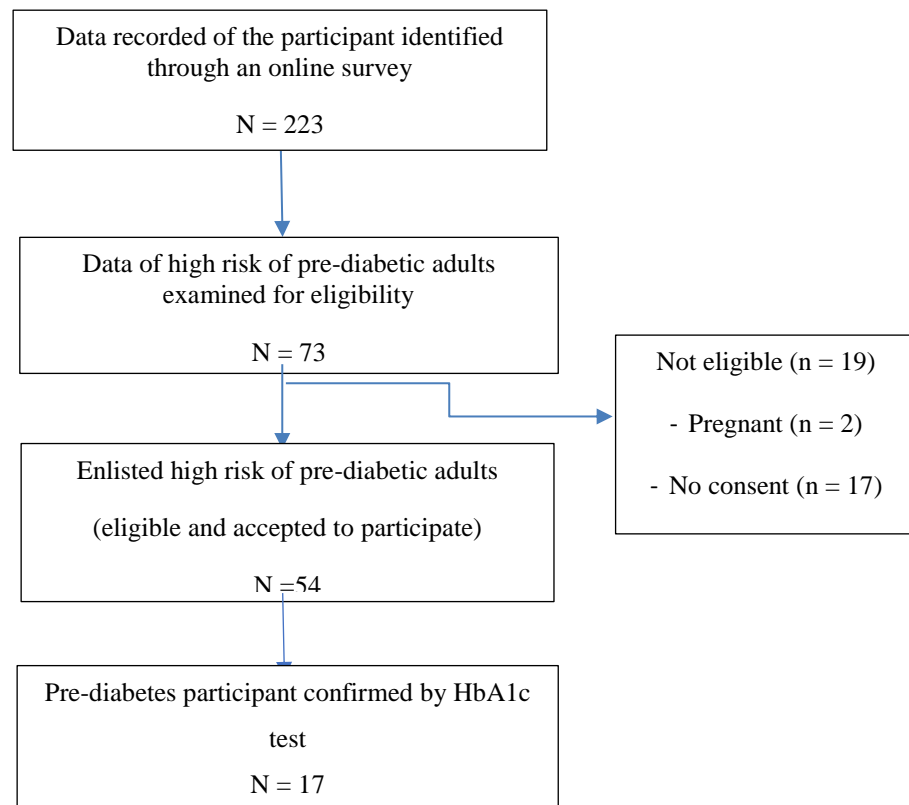 Data recorded of the participant identified
through an online survey
N = 223
Data of high risk of pre-diabetic adults
examined for eligibility
N = 73
Not eligible (n = 19)
- Pregnant (n = 2)
- No consent (n = 17)
Enlisted high risk of pre-diabetic adults
(eligible and accepted to participate)
N =54
Pre-diabetes participant confirmed by HbA1c
test
N = 17